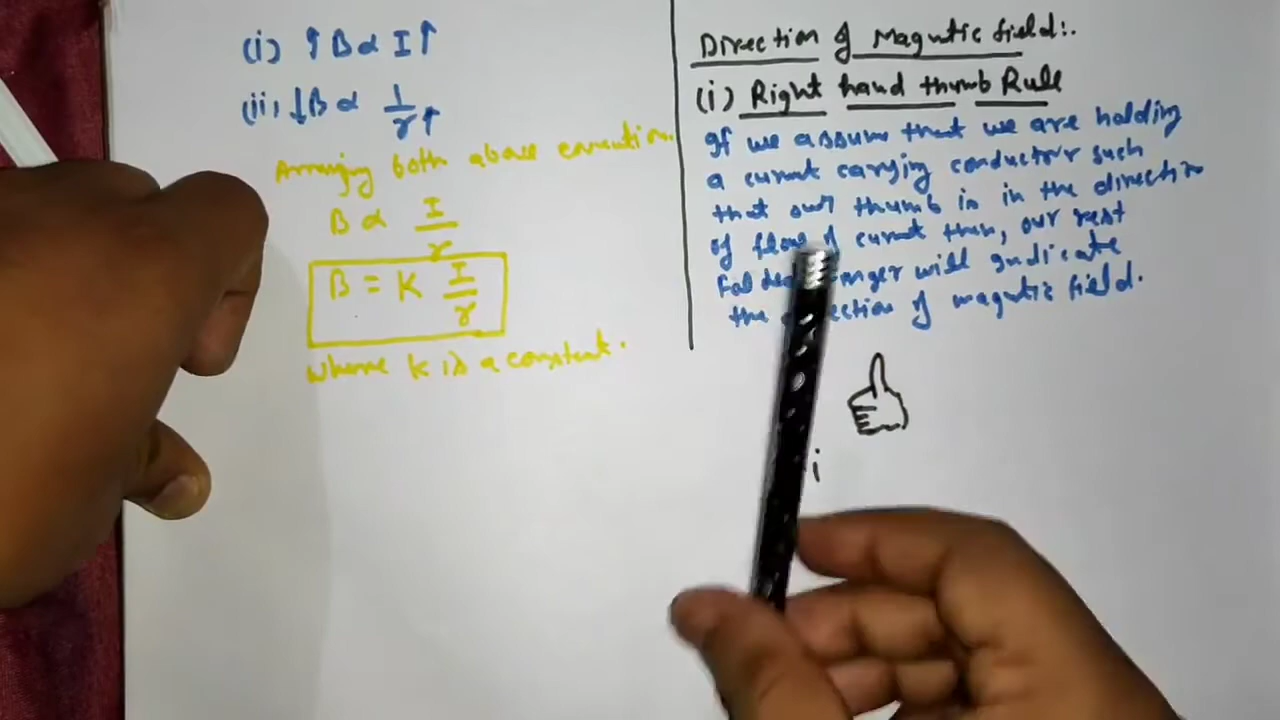 (i) ↑ B ∝ I ↑
(ii) ↓ B ∝ 1/r ↑
Arranging both above equation.
B ∝ I/r
B = K I/r
where K is a constant.
Direction of Magnetic field:.
(i) Right hand thumb Rule
If we assume that we are holding
a current carrying conductor such
that our thumb is in the direction
of flow of current then, our rest
folded finger will indicate
the direction of magnetic field.
i